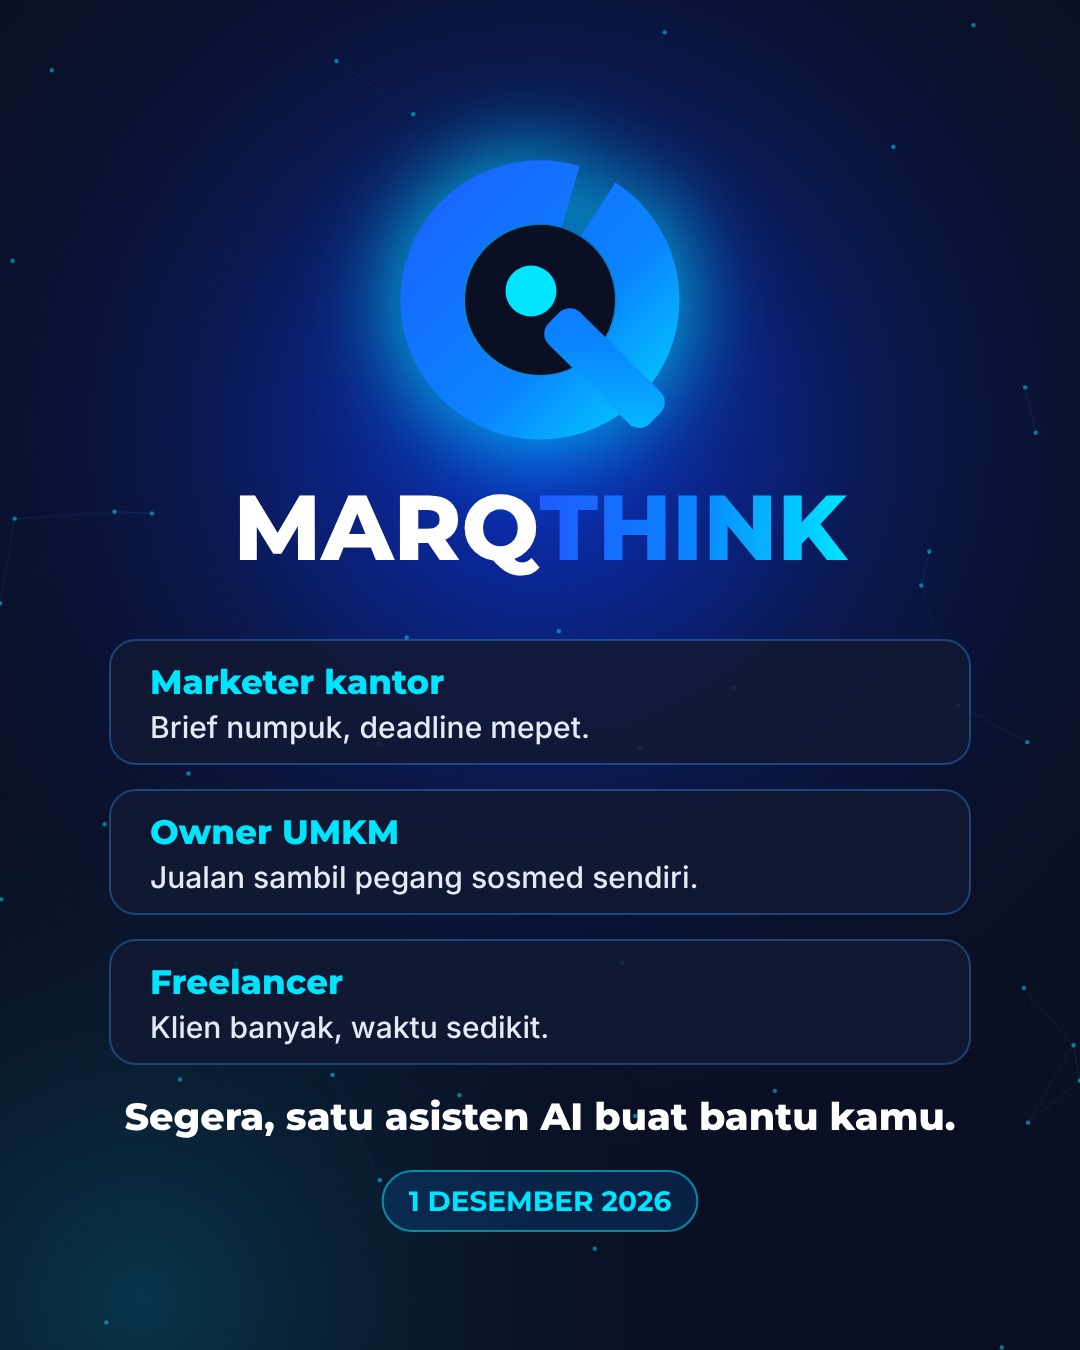 MARQTHINK
Marketer kantor
Brief numpuk, deadline mepet.
Owner UMKM
Jualan sambil pegang sosmed sendiri.
Freelancer
Klien banyak, waktu sedikit.
Segera, satu asisten AI buat bantu kamu.
1 DESEMBER 2026